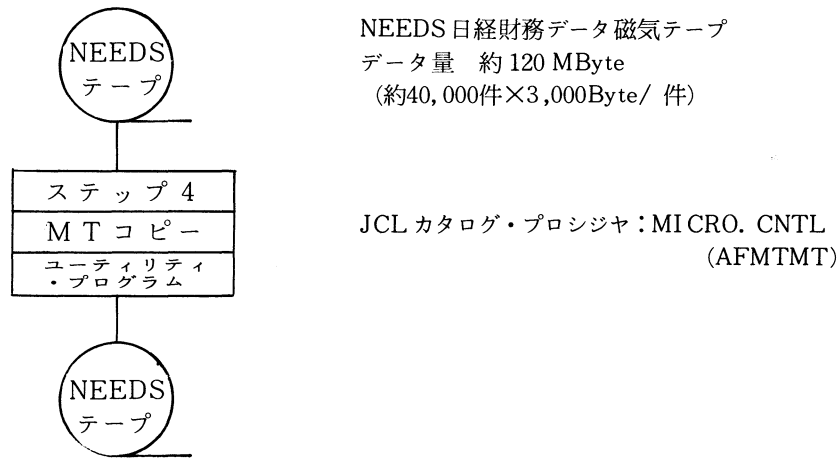 NEEDS
テープ
NEEDS日経財務データ磁気テープ
データ量 約120 MByte
(約40,000件×3,000Byte/ 件)
ステップ4
MTコピー
ユーティリティ
・プログラム
JCLカタログ・プロシジャ:MICRO. CNTL
(AFMTMT)
NEEDS
テープ